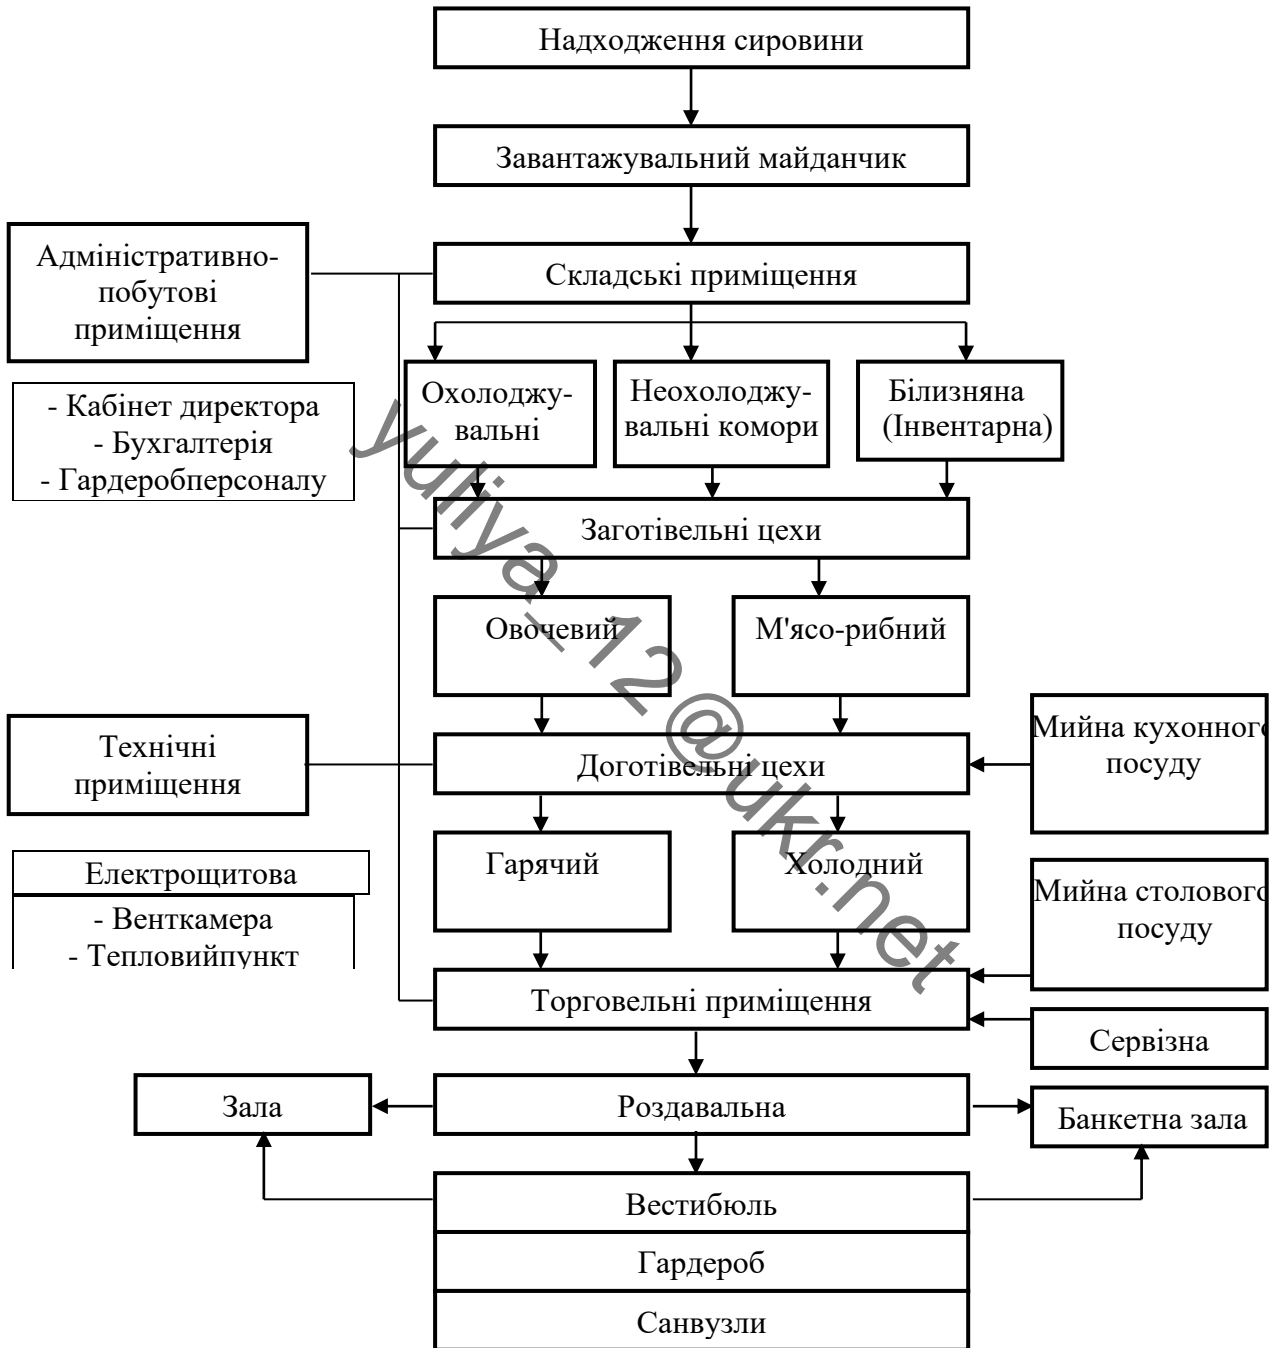 Надходження сировини
Завантажувальний майданчик
Адміністративно-
побутові
приміщення
Складські приміщення
- Кабінет директора
- Бухгалтерія
- Гардеробперсоналу
Охолоджу-
вальні
Неохолоджу-
вальні комори
Білизняна
(Інвентарна)
Заготівельні цехи
Овочевий
М'ясо-рибний
Технічні
приміщення
Доготівельні цехи
Мийна кухонного
посуду
Електрощитова
- Венткамера
- Тепловийпункт
Гарячий
Холодний
Мийна столового
посуду
Торговельні приміщення
Сервізна
Зала
Роздавальна
Банкетна зала
Вестибюль
Гардероб
Санвузли
yuliya_12@ukr.net